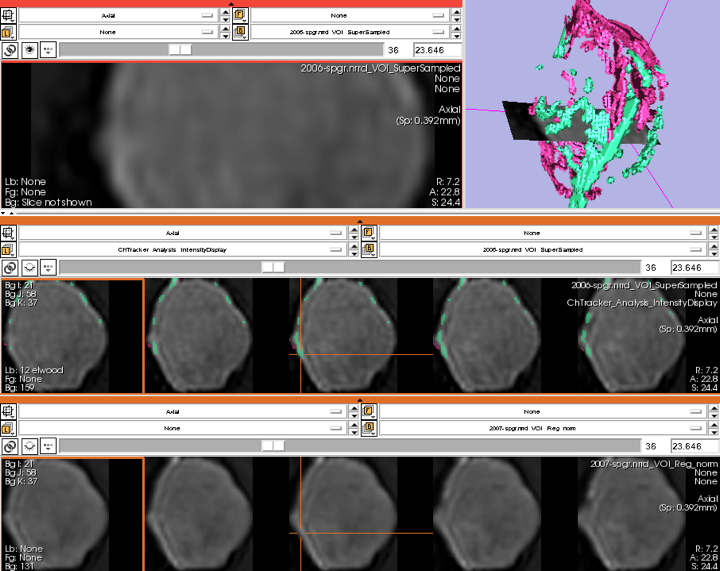 Axial
None
None
2006-spgr.nrrd_VOI_SuperSampled
36
23.646
2006-spgr.nrrd_VOI_SuperSampled
None
None
Axial
(Sp: 0.392mm)
Lb: None
Fg: None
Bg: Slice not shown
R: 7.2
A: 22.8
S: 24.4
Axial
None
ChTracker_Analysis_IntensityDisplay
2006-spgr.nrrd_VOI_SuperSampled
36
23.646
Bg I: 21
Bg J: 58
Bg K: 37
2006-spgr.nrrd_VOI_SuperSampled
None
ChTracker_Analysis_IntensityDisplay
Axial
(Sp: 0.392mm)
Lb: 12 elwood
Fg: None
Bg: 159
R: 7.2
A: 22.8
S: 24.4
Axial
None
None
2007-spgr.nrrd_VOI_Reg_norm
36
23.646
Bg I: 21
Bg J: 58
Bg K: 37
2007-spgr.nrrd_VOI_Reg_norm
None
None
Axial
(Sp: 0.392mm)
Lb: None
Fg: None
Bg: 131
R: 7.2
A: 22.8
S: 24.4